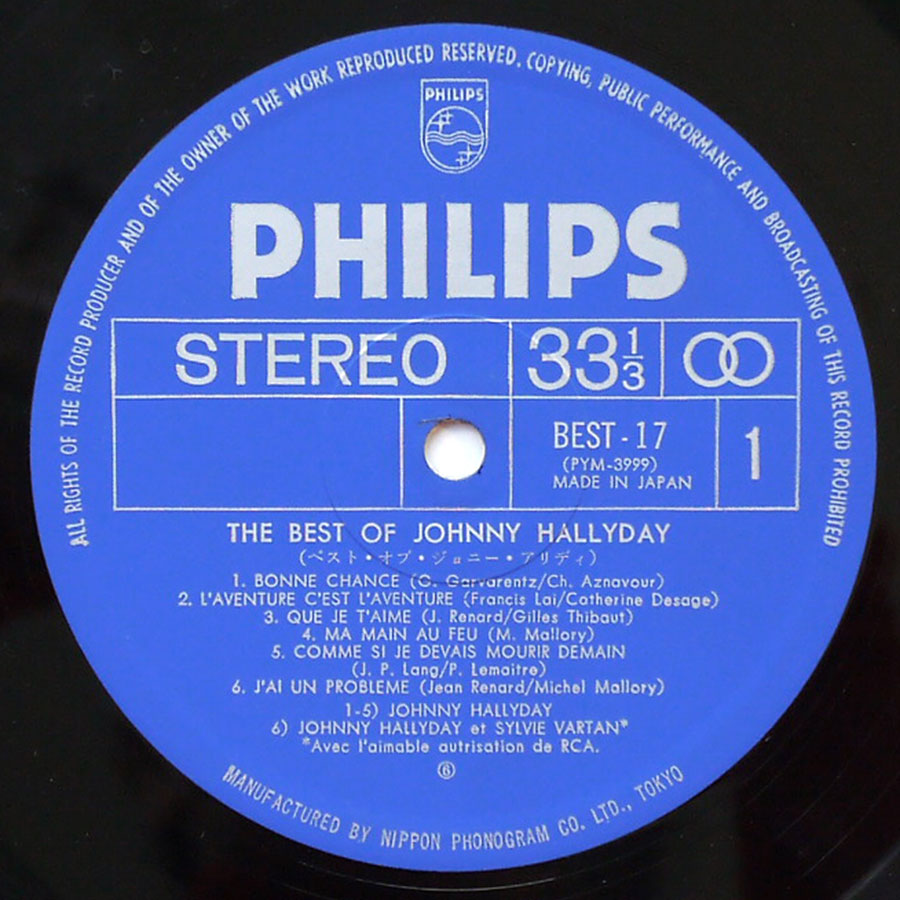 ALL RIGHTS OF THE RECORD PRODUCER AND OF THE OWNER OF THE WORK REPRODUCED RESERVED. COPYING, PUBLIC PERFORMANCE AND BROADCASTING OF THIS RECORD PROHIBITED
PHILIPS
PHILIPS
STEREO 33 1/3
BEST-17 1
(PYM-3999)
MADE IN JAPAN
THE BEST OF JOHNNY HALLYDAY
(ベスト・オブ・ジョニー・アリディ)
1. BONNE CHANCE (G. Garvarentz/Ch. Aznavour)
2. L'AVENTURE C'EST L'AVENTURE (Francis Lai/Catherine Desage)
3. QUE JE T'AIME (J. Renard/Gilles Thibaut)
4. MA MAIN AU FEU (M. Mallory)
5. COMME SI JE DEVAIS MOURIR DEMAIN
(J. P. Lang/P. Lemaitre)
6. J'AI UN PROBLEME (Jean Renard/Michel Mallory)
1-5) JOHNNY HALLYDAY
6) JOHNNY HALLYDAY et SYLVIE VARTAN*
*Avec l'aimable autrisation de RCA.
⑥
MANUFACTURED BY NIPPON PHONOGRAM CO. LTD., TOKYO